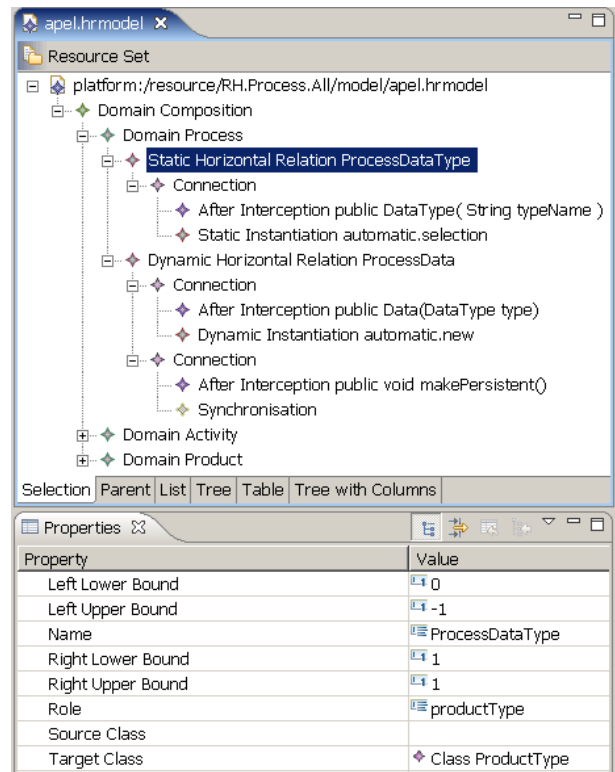 apel.hrmodel
Resource Set
platform:/resource/RH.Process.All/model/apel.hrmodel
Domain Composition
Domain Process
Static Horizontal Relation ProcessDataType
Connection
After Interception public DataType( String typeName )
Static Instantiation automatic.selection
Dynamic Horizontal Relation ProcessData
Connection
After Interception public Data(DataType type)
Dynamic Instantiation automatic.new
Connection
After Interception public void makePersistent()
Synchronisation
Domain Activity
Domain Product
Selection Parent List Tree Table Tree with Columns
Properties
Property Value
Left Lower Bound 0
Left Upper Bound -1
Name ProcessDataType
Right Lower Bound 1
Right Upper Bound 1
Role productType
Source Class
Target Class Class ProductType